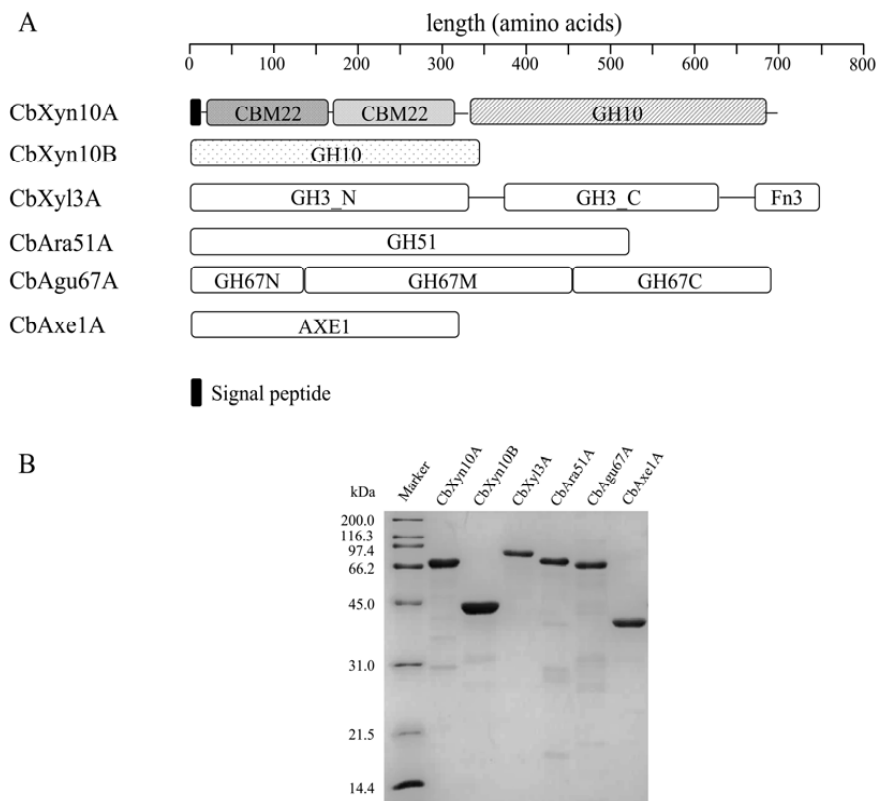 A
length (amino acids)
0 100 200 300 400 500 600 700 800
CbXyn10A CBM22 CBM22 GH10
CbXyn10B GH10
CbXyl3A GH3_N GH3_C Fn3
CbAra51A GH51
CbAgu67A GH67N GH67M GH67C
CbAxe1A AXE1
Signal peptide
B
kDa Marker CbXyn10A CbXyn10B CbXyl3A CbAra51A CbAgu67A CbAxe1A
200.0
116.3
97.4
66.2
45.0
31.0
21.5
14.4